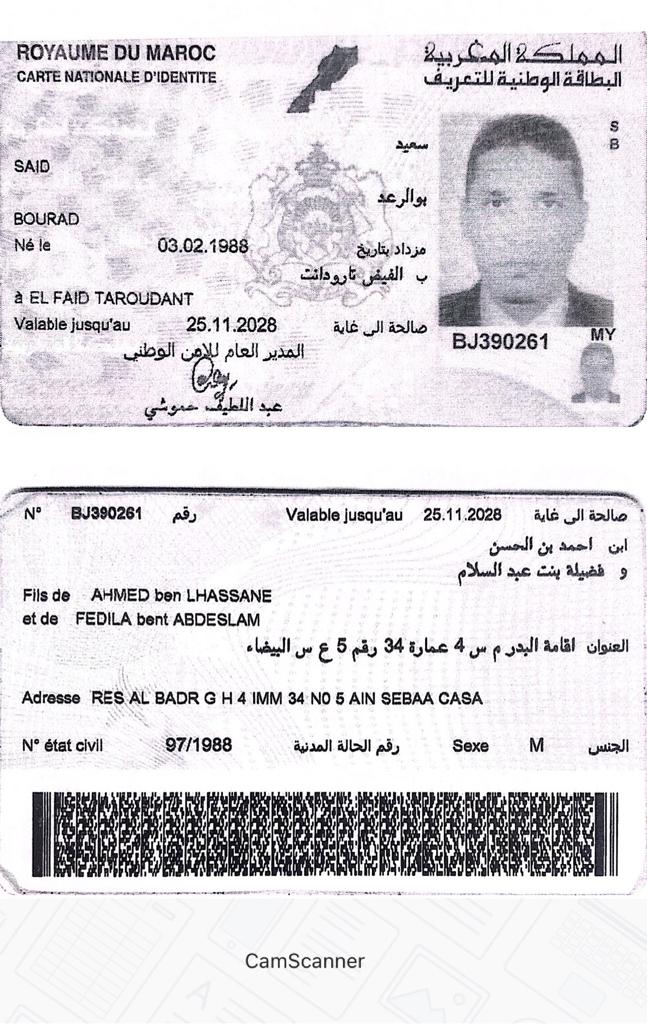 ROYAUME DU MAROC المملكة المغربية
CARTE NATIONALE D'IDENTITE البطاقة الوطنية للتعريف
S
B
سعيد
SAID
بوالرعد
BOURAD
Né le 03.02.1988 مزداد بتاريخ
ب الفيض تارودانت
à EL FAID TAROUDANT
Valable jusqu'au 25.11.2028 صالحة الى غاية
المدير العام للامن الوطني
عبد اللطيف حموشي
BJ390261
MY
N° BJ390261 رقم Valable jusqu'au 25.11.2028 صالحة الى غاية
ابن احمد بن الحسن
و فضيلة بنت عبد السلام
Fils de AHMED ben LHASSANE
et de FEDILA bent ABDESLAM
العنوان اقامة البدر م س 4 عمارة 34 رقم 5 ع س البيضاء
Adresse RES AL BADR G H 4 IMM 34 N0 5 AIN SEBAA CASA
N° état civil 97/1988 رقم الحالة المدنية Sexe M الجنس
CamScanner